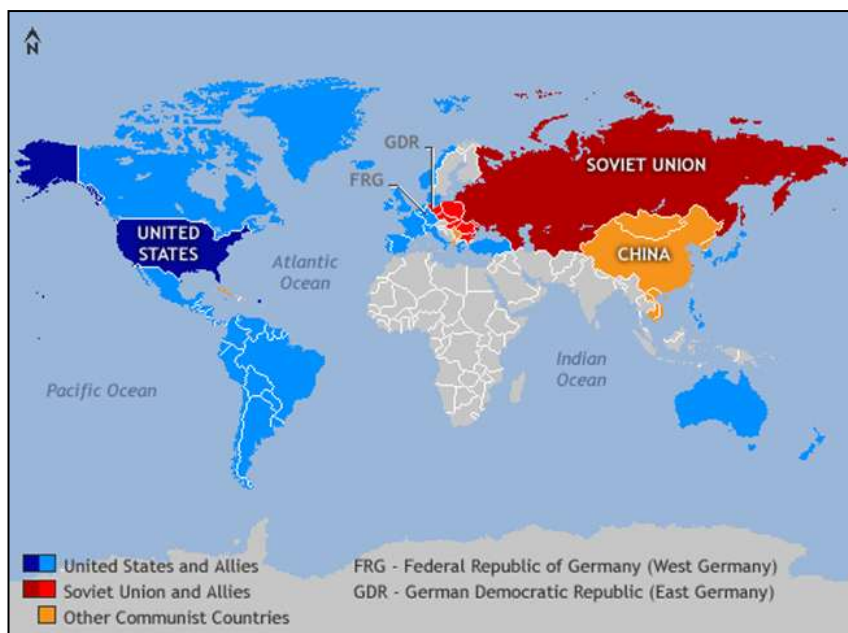 N
GDR
FRG
SOVIET UNION
UNITED
STATES
CHINA
Atlantic
Ocean
Pacific Ocean
Indian
Ocean
United States and Allies
FRG - Federal Republic of Germany (West Germany)
Soviet Union and Allies
GDR - German Democratic Republic (East Germany)
Other Communist Countries